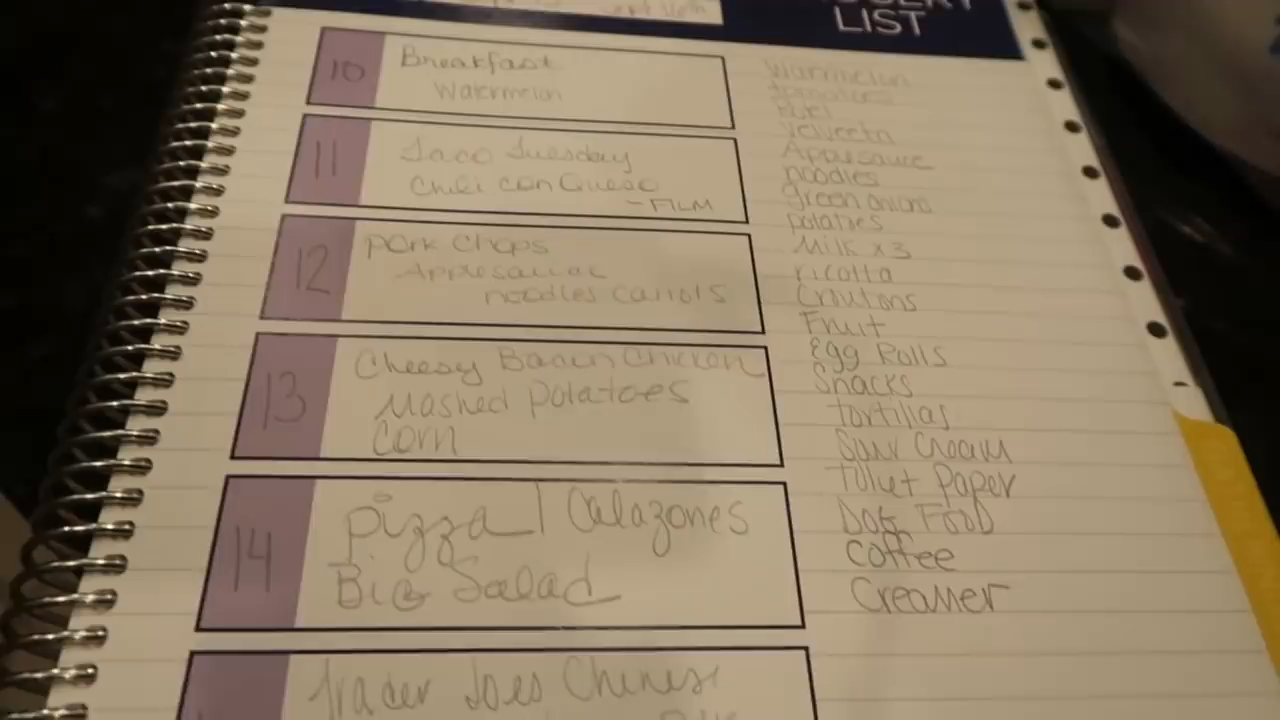 LIST
10
Breakfast
Watermelon
11
Taco Tuesday
Chili con Queso
- FILM
12
Pork Chops
Applesauce
noodles carrots
13
Cheesy Bacon Chicken
Mashed Potatoes
Corn
14
Pizza | Calazones
Big Salad
Trader Joes Chinese
Watermelon
tomatoes
Velveeta
Applesauce
noodles
green onions
potatoes
Milk x3
ricotta
Croutons
Fruit
Egg Rolls
Snacks
tortillas
Sour Cream
Toilet Paper
Dog Food
Coffee
Creamer